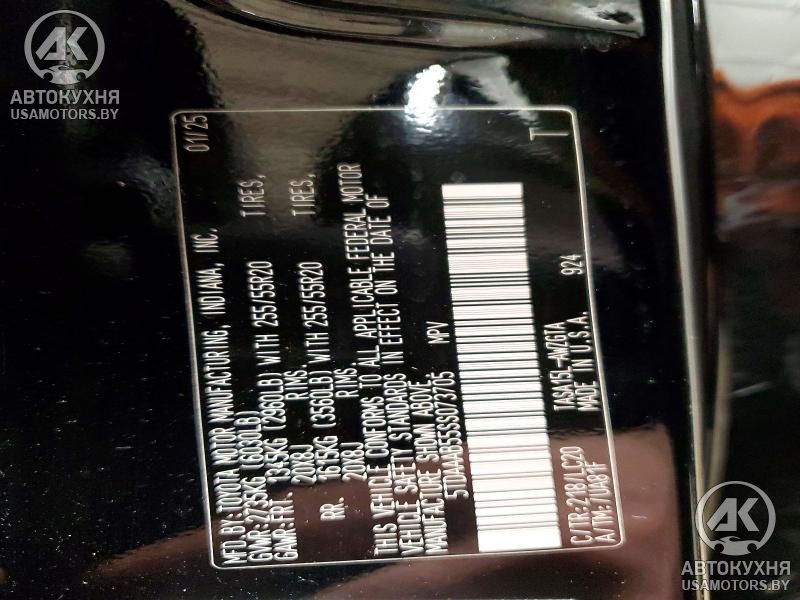 АВТОКУХНЯ
USAMOTORS.BY
MFD.BY:TOYOTA MOTOR MANUFACTURING, INDIANA, INC. 01/25
GVWR:2735KG (6030LB)
GAWR:FRT. 1345KG (2960LB) WITH 255/55R20 TIRES,
20X8J RIMS,
RR. 1615KG (3560LB) WITH 255/55R20 TIRES,
20X8J RIMS.
THIS VEHICLE CONFORMS TO ALL APPLICABLE FEDERAL MOTOR
VEHICLE SAFETY STANDARDS IN EFFECT ON THE DATE OF
MANUFACTURE SHOWN ABOVE.
5TDAAAB55SS073705 MPV
C/TR:218/LC20 TASA15L-AWZGTA
A/TM:/UA81F MADE IN U.S.A. 924 T
АВТОКУХНЯ
USAMOTORS.BY